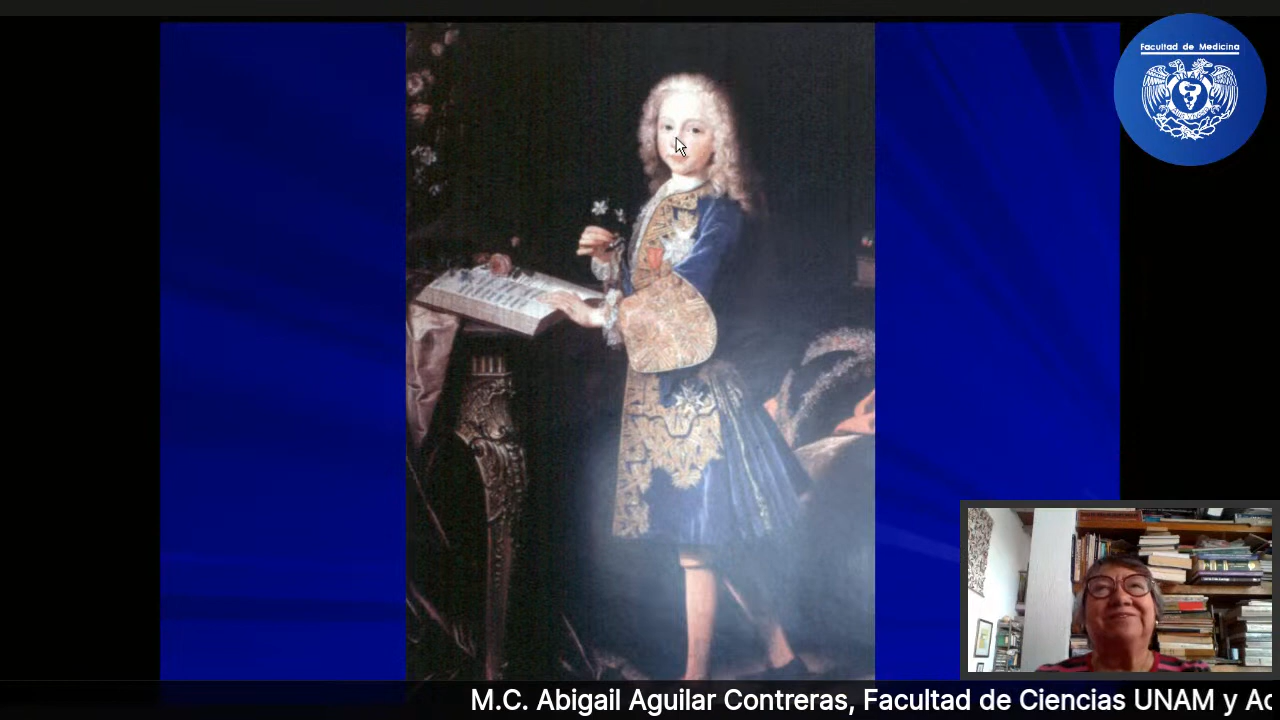 Facultad de Medicina
M.C. Abigail Aguilar Contreras, Facultad de Ciencias UNAM y Ac